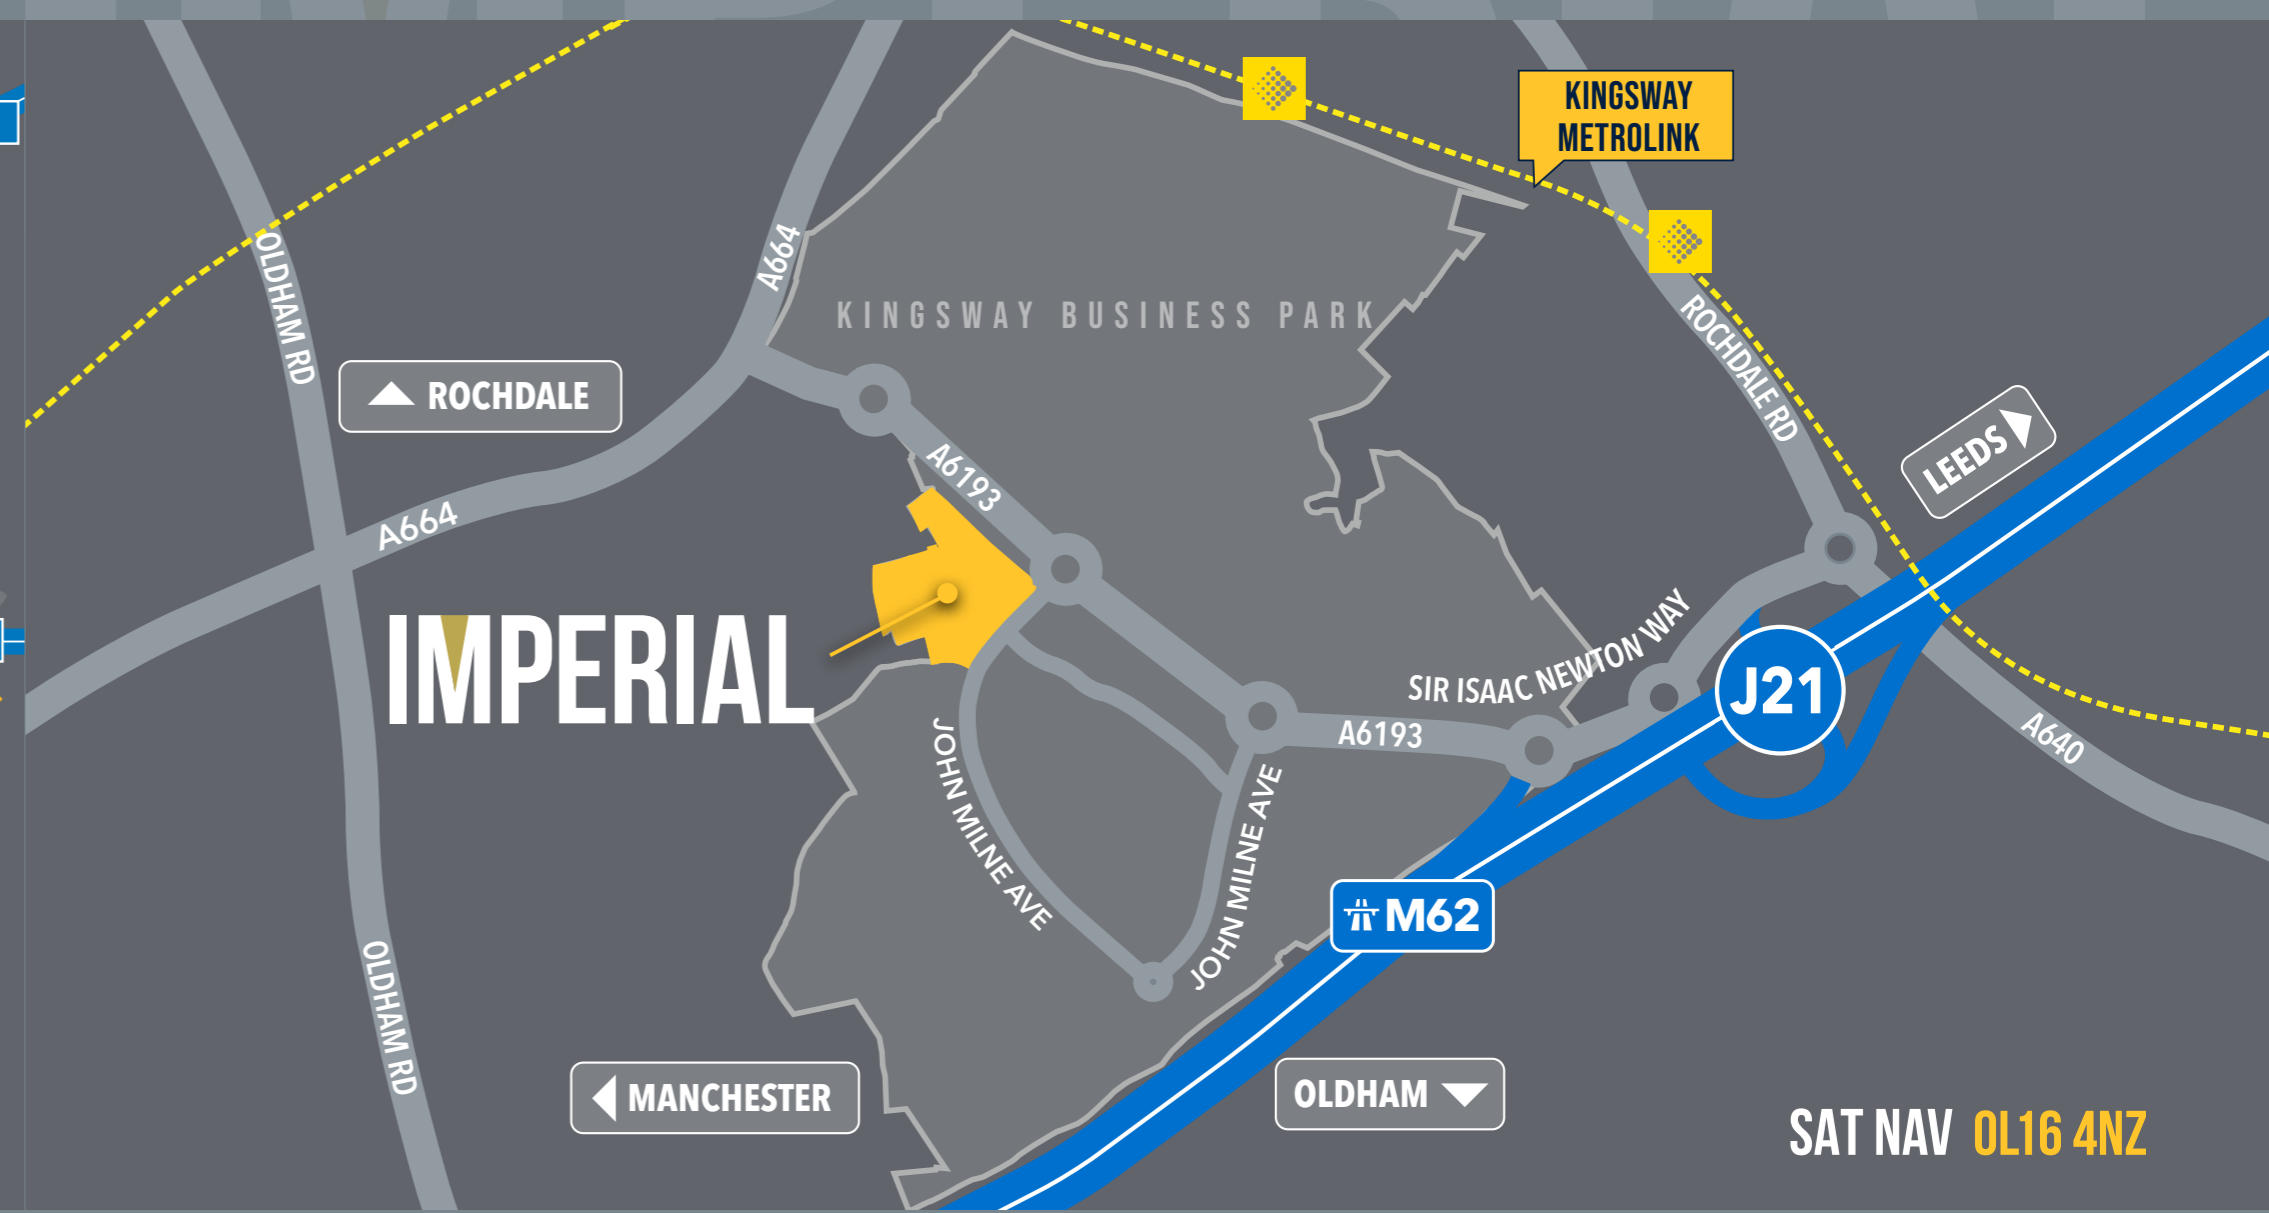 KINGSWAY
METROLINK
OLDHAM RD
A664
KINGSWAY BUSINESS PARK
ROCHDALE RD
ROCHDALE
A6193
LEEDS
A664
IMPERIAL
SIR ISAAC NEWTON WAY
J21
A6193
A640
JOHN MILNE AVE
JOHN MILNE AVE
M62
OLDHAM RD
MANCHESTER
OLDHAM
SAT NAV OL16 4NZ